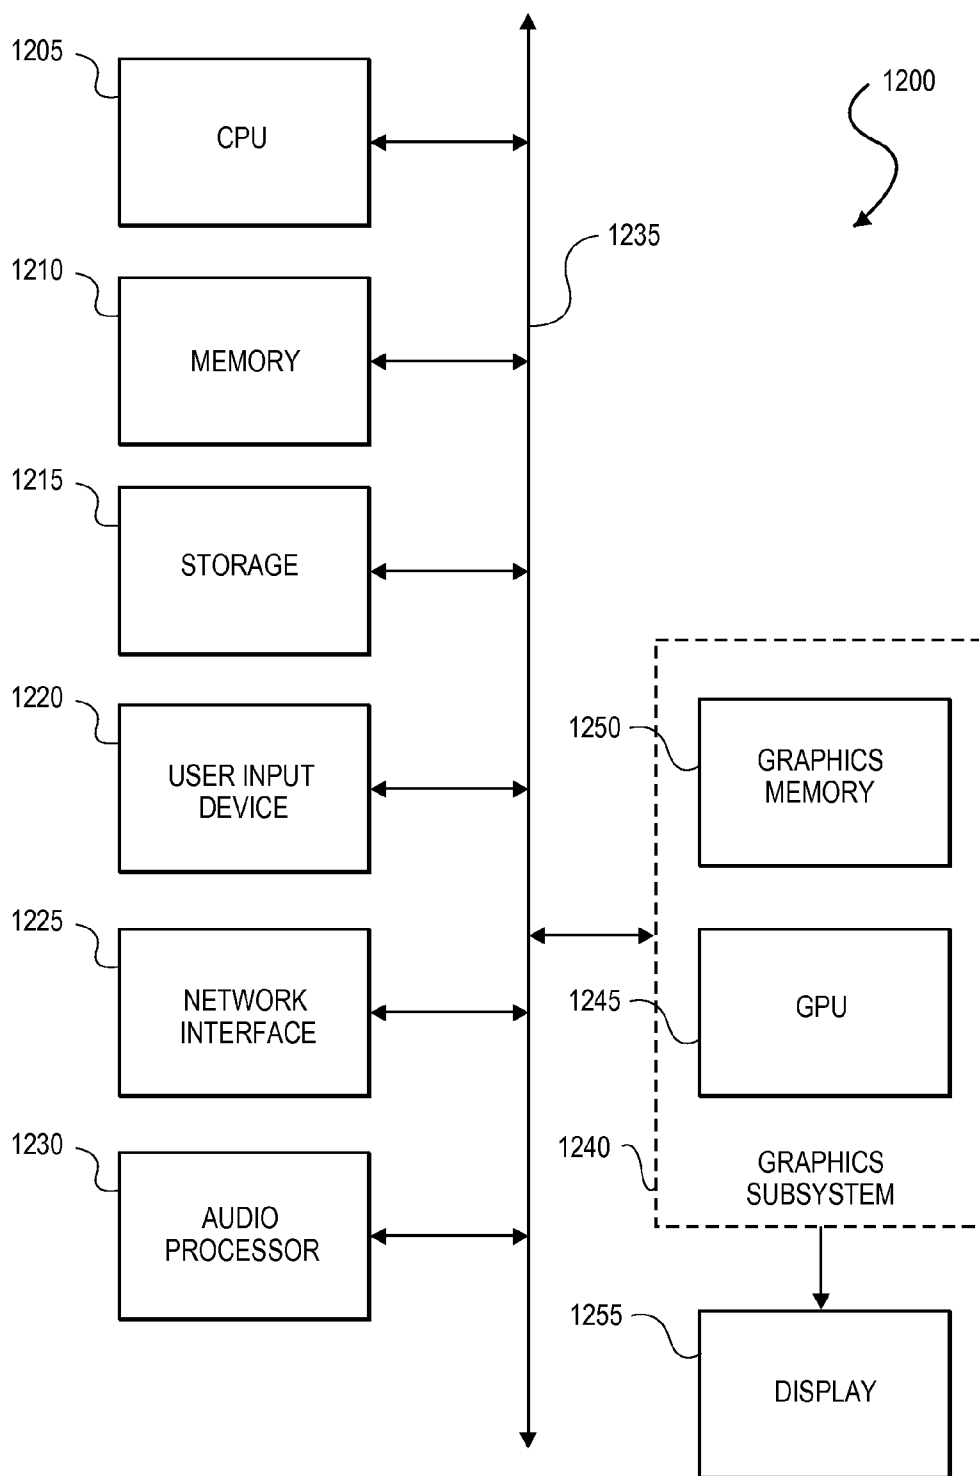 1205
CPU
1200
1235
1210
MEMORY
1215
STORAGE
1220
USER INPUT
DEVICE
1250
GRAPHICS
MEMORY
1225
NETWORK
INTERFACE
1245
GPU
1230
AUDIO
PROCESSOR
1240
GRAPHICS
SUBSYSTEM
1255
DISPLAY